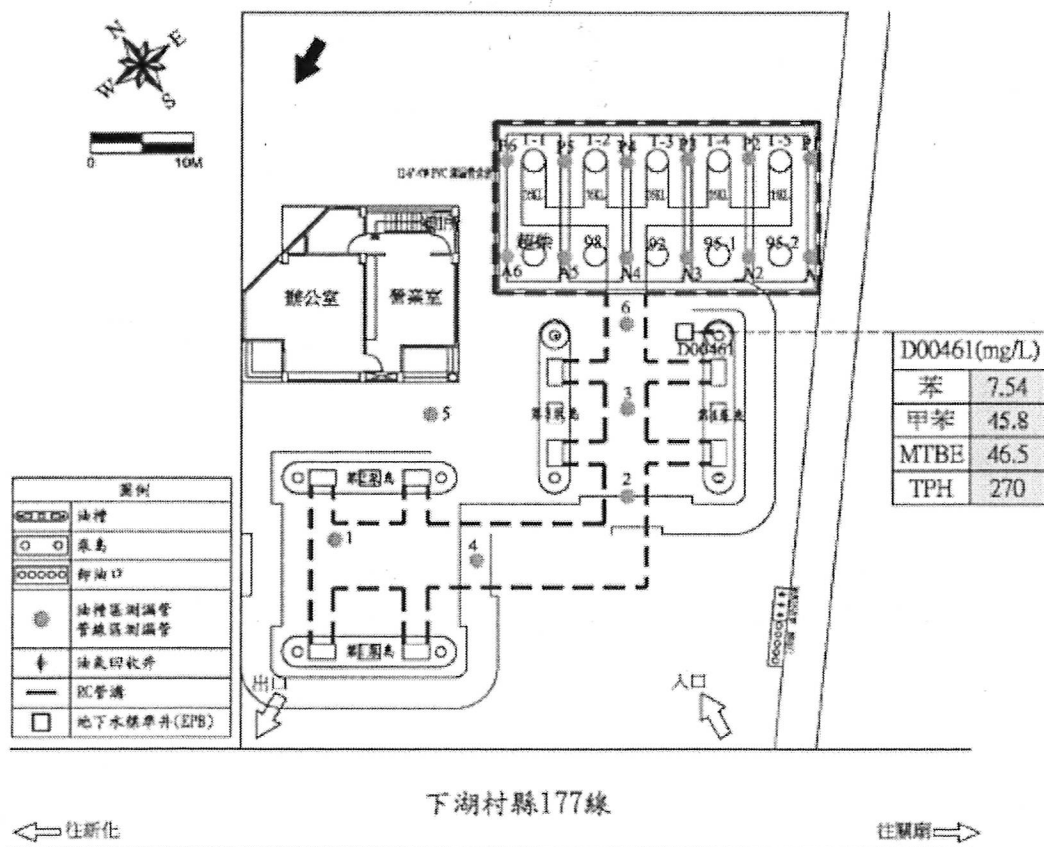 N
E
W
S
0
10M
P6 T-1 P5 T-2 P4 T-3 P3 T-4 P2 T-5 P1
超柴 98 92 95-1 95-2
A6 A5 A4 A3 A2
辦公室
營業室
6
D00461
3
5
2
1
4
D00461(mg/L)
苯 7.54
甲苯 45.8
MTBE 46.5
TPH 270
圖例
油槽
泵島
卸油口
油槽區測漏管
管線區測漏管
油氣回收井
RC管溝
地下水標準井(EPB)
出口
入口
下湖村縣177線
往新化
往關廟